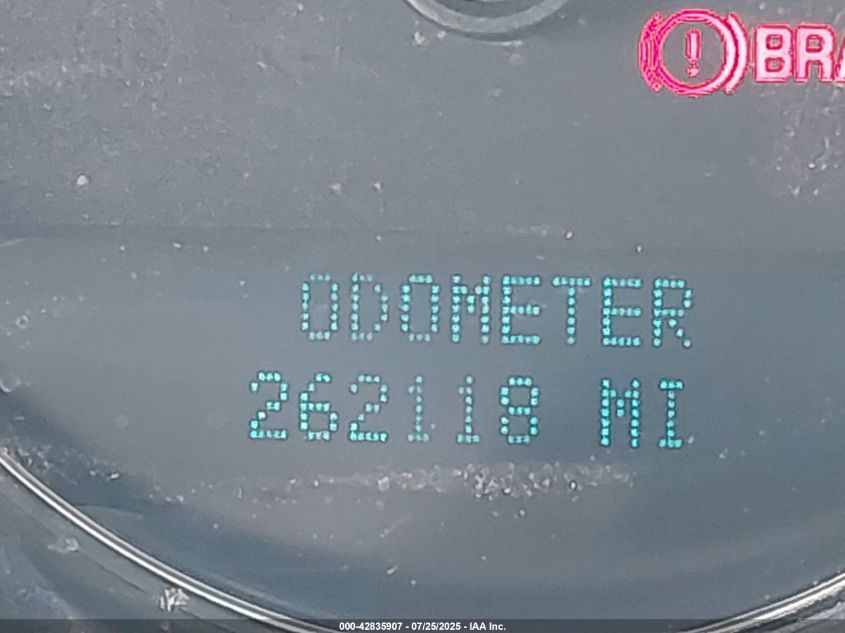 BRA
ODOMETER
262118 MI
000-42835907 - 07/25/2025 - IAA Inc.